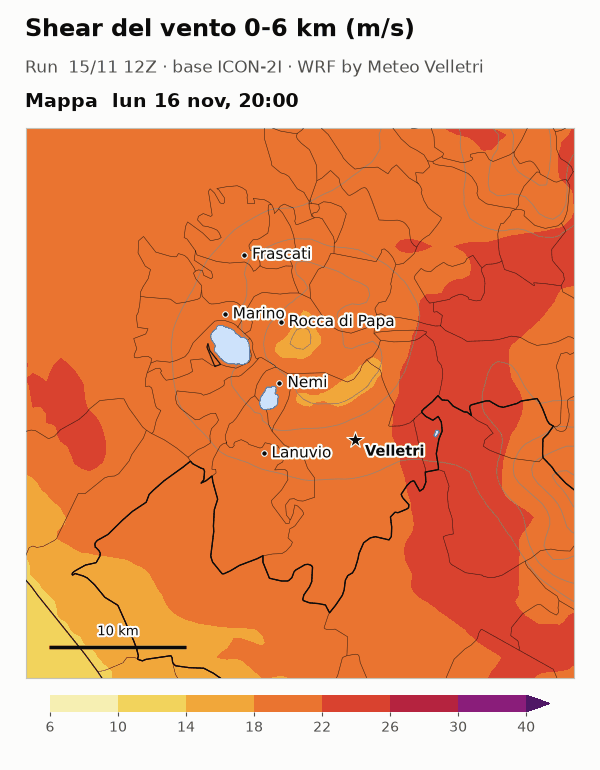 Shear del vento 0-6 km (m/s)
Run  15/11 12Z · base ICON-2I · WRF by Meteo Velletri
Mappa  lun 16 nov, 20:00
Frascati
Marino
Rocca di Papa
Nemi
Velletri
Lanuvio
10 km
6 10 14 18 22 26 30 40